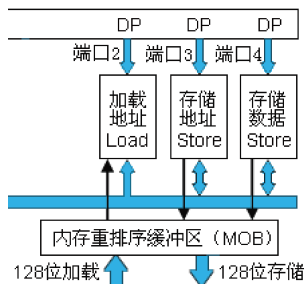 DP DP DP
端口2 端口3 端口4
加载 存储 存储
地址 地址 数据
Load Store Store
内存重排序缓冲区（MOB）
128位加载 128位存储